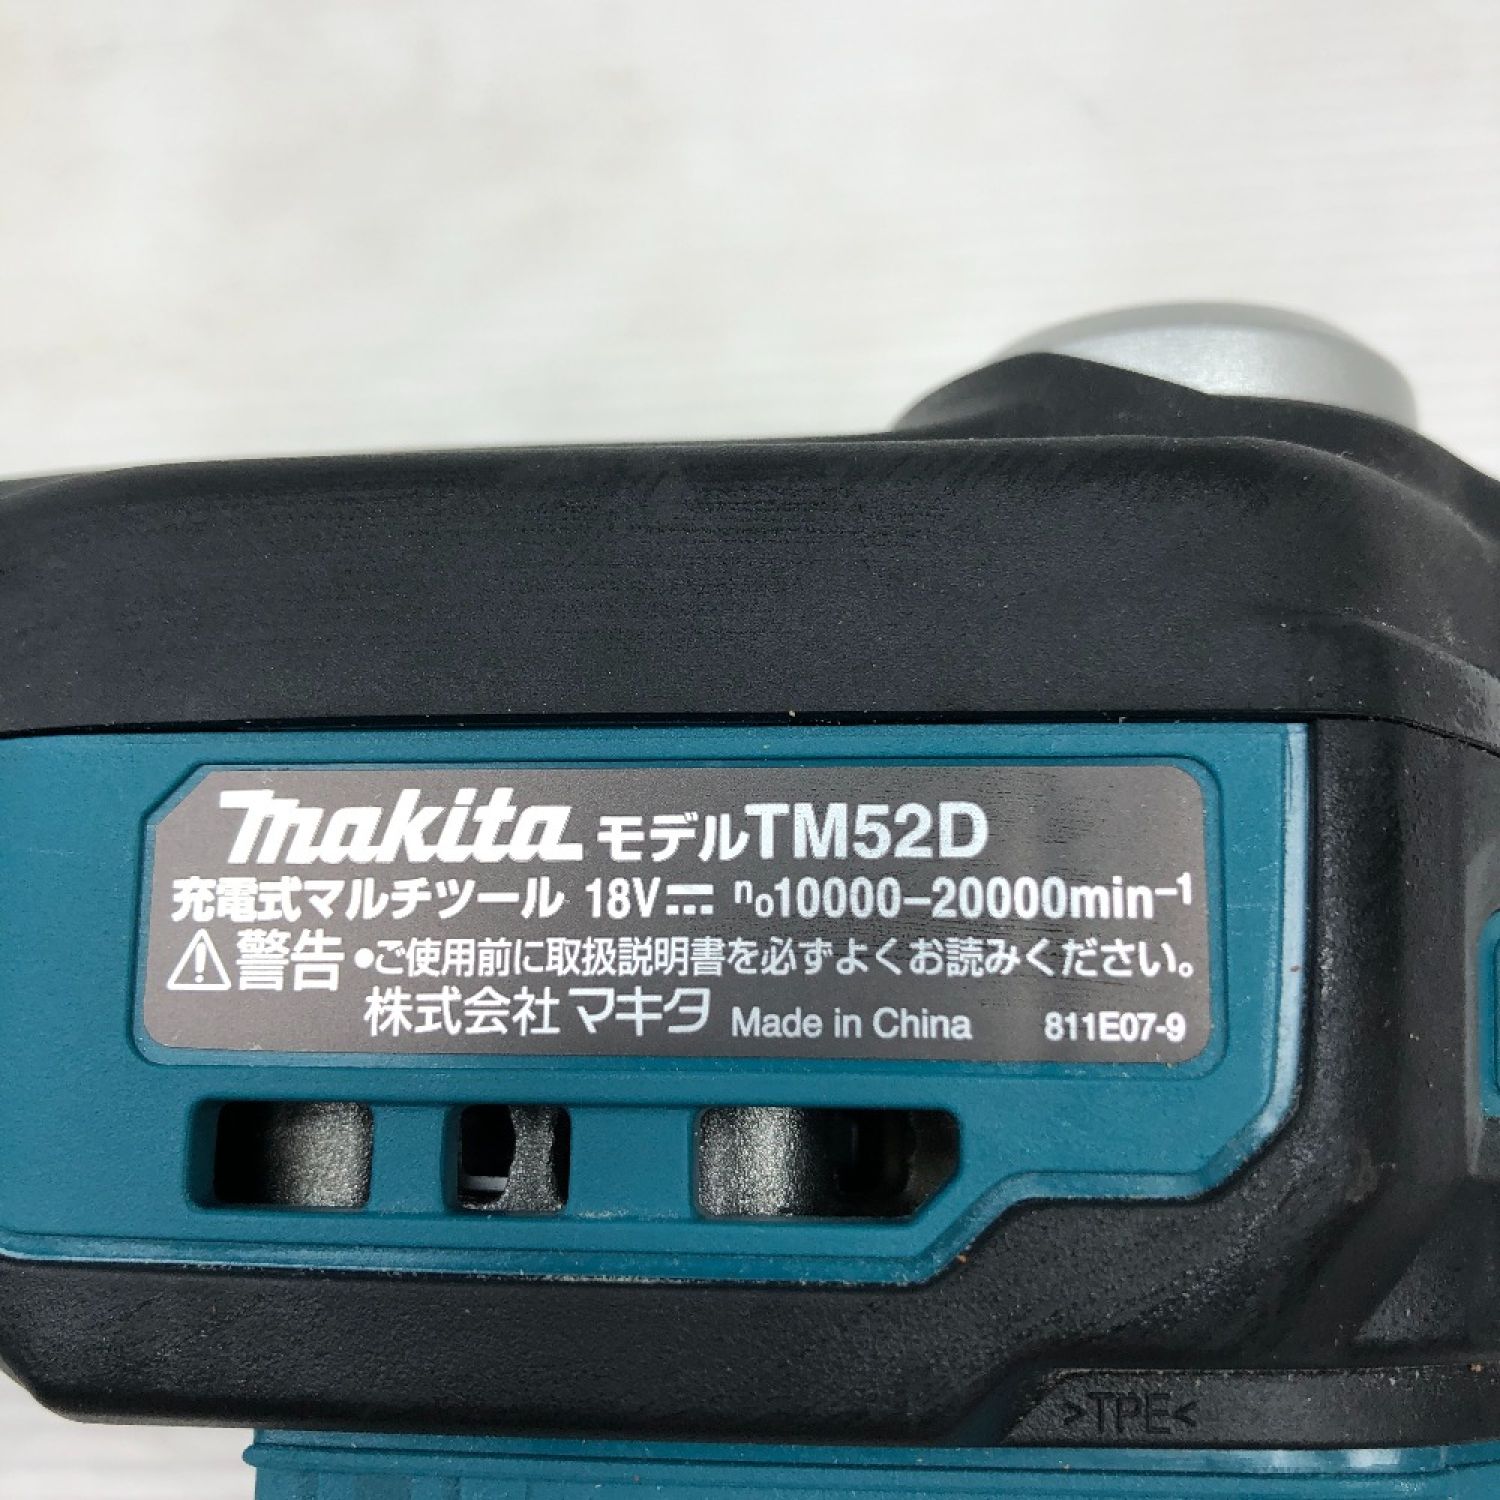 makita モデルTM52D
充電式マルチツール 18V⎓ n₀10000−20000min⁻¹
⚠警告 •ご使用前に取扱説明書を必ずよくお読みください。
株式会社マキタ Made in China 811E07-9
>TPE<